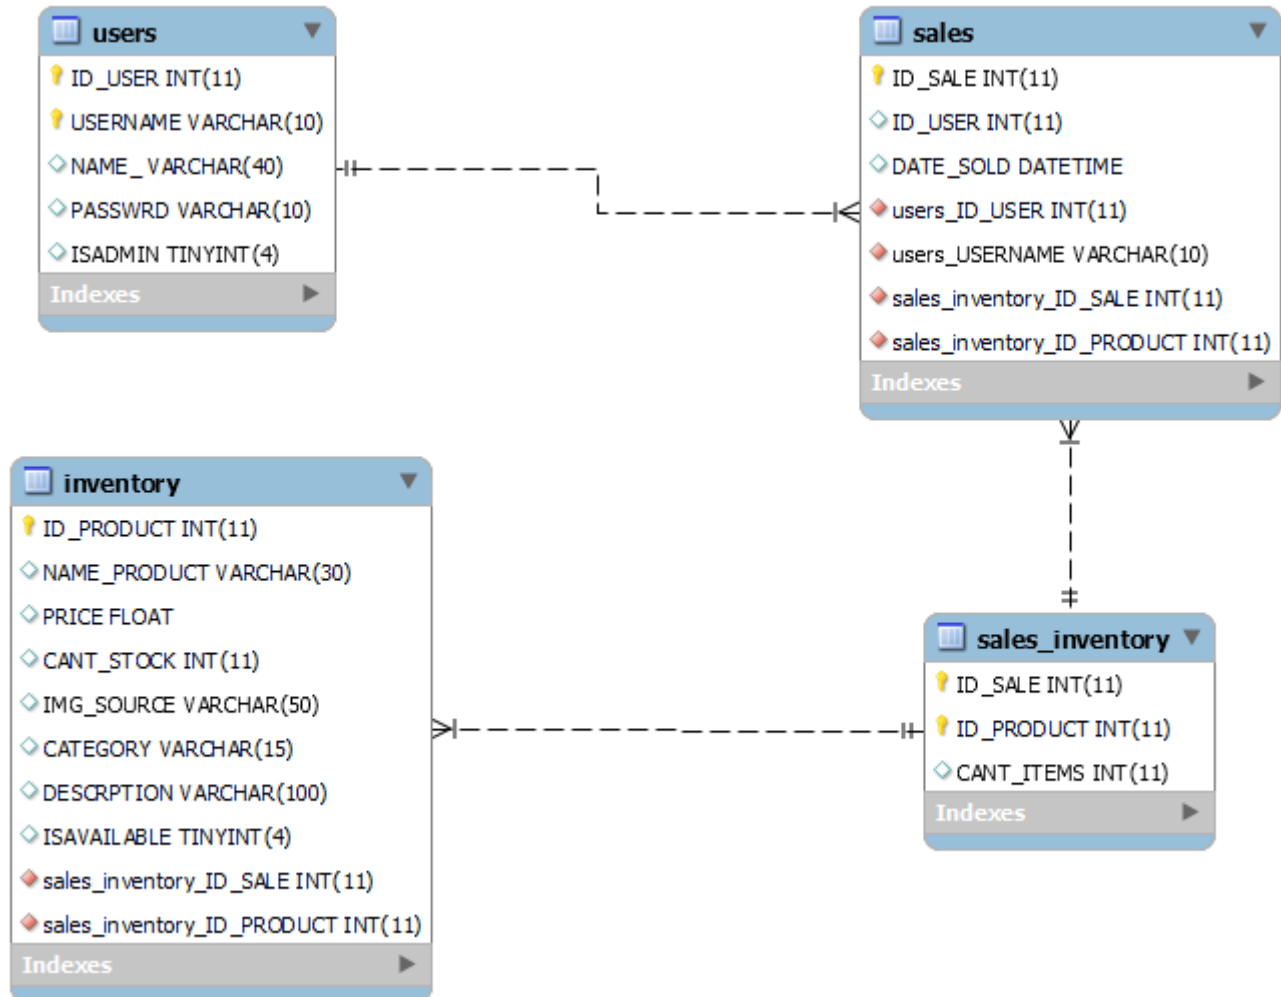 users
ID_USER INT(11)
USERNAME VARCHAR(10)
NAME_ VARCHAR(40)
PASSWRD VARCHAR(10)
ISADMIN TINYINT(4)
Indexes
sales
ID_SALE INT(11)
ID_USER INT(11)
DATE_SOLD DATETIME
users_ID_USER INT(11)
users_USERNAME VARCHAR(10)
sales_inventory_ID_SALE INT(11)
sales_inventory_ID_PRODUCT INT(11)
Indexes
inventory
ID_PRODUCT INT(11)
NAME_PRODUCT VARCHAR(30)
PRICE FLOAT
CANT_STOCK INT(11)
IMG_SOURCE VARCHAR(50)
CATEGORY VARCHAR(15)
DESCRPTION VARCHAR(100)
ISAVAILABLE TINYINT(4)
sales_inventory_ID_SALE INT(11)
sales_inventory_ID_PRODUCT INT(11)
Indexes
sales_inventory
ID_SALE INT(11)
ID_PRODUCT INT(11)
CANT_ITEMS INT(11)
Indexes